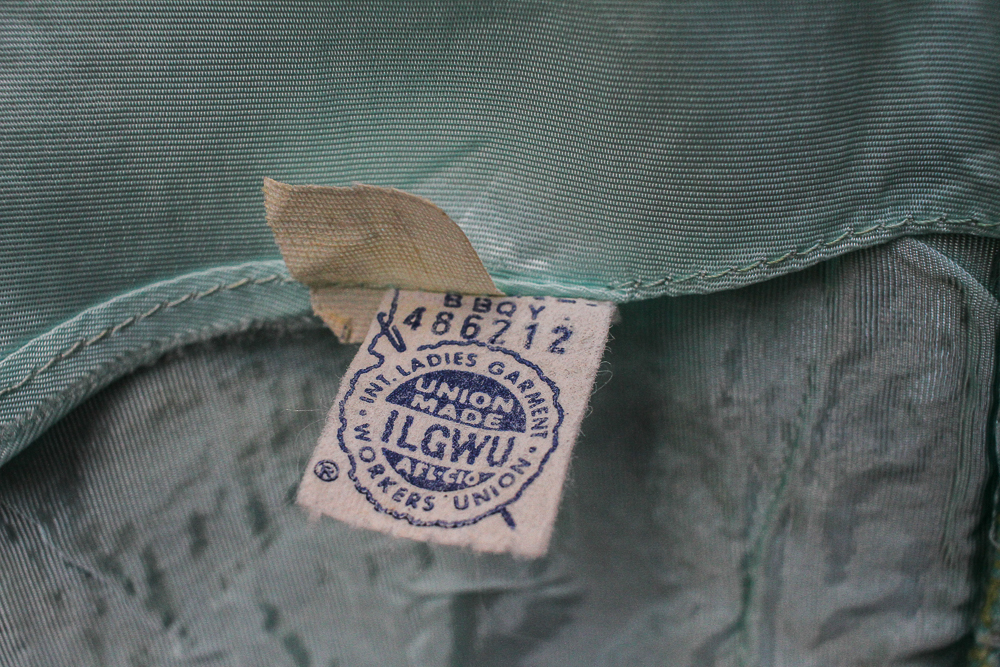 BBQY
486212
INT. LADIES GARMENT
WORKERS' UNION
UNION
MADE
ILGWU
AFL-CIO
®